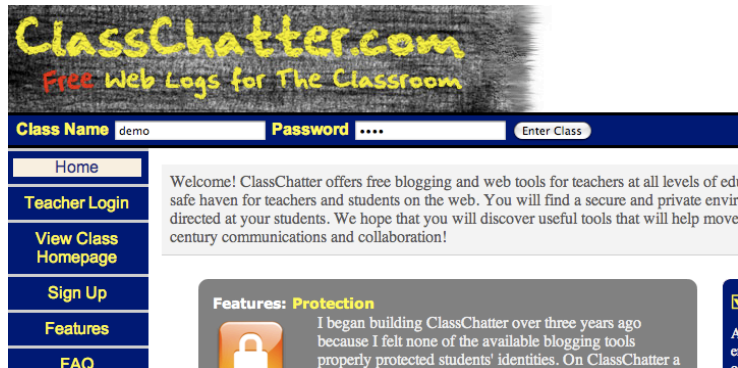 ClassChatter.com
Free Web Logs for The Classroom
Class Name demo Password •••• Enter Class
Home
Teacher Login
View Class
Homepage
Sign Up
Features
FAQ
Welcome! ClassChatter offers free blogging and web tools for teachers at all levels of
safe haven for teachers and students on the web. You will find a secure and private
directed at your students. We hope that you will discover useful tools that will help move
century communications and collaboration!
Features: Protection
I began building ClassChatter over three years ago
because I felt none of the available blogging tools
properly protected students' identities. On ClassChatter a